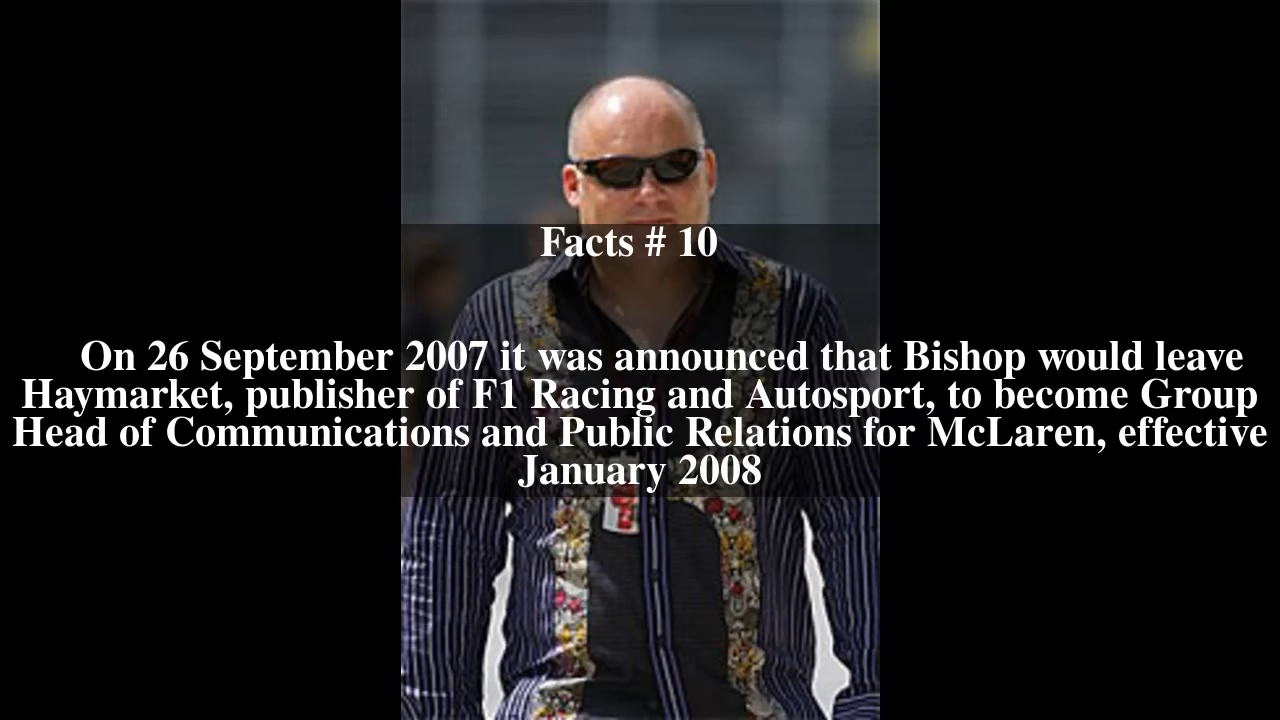 Facts # 10
On 26 September 2007 it was announced that Bishop would leave
Haymarket, publisher of F1 Racing and Autosport, to become Group
Head of Communications and Public Relations for McLaren, effective
January 2008